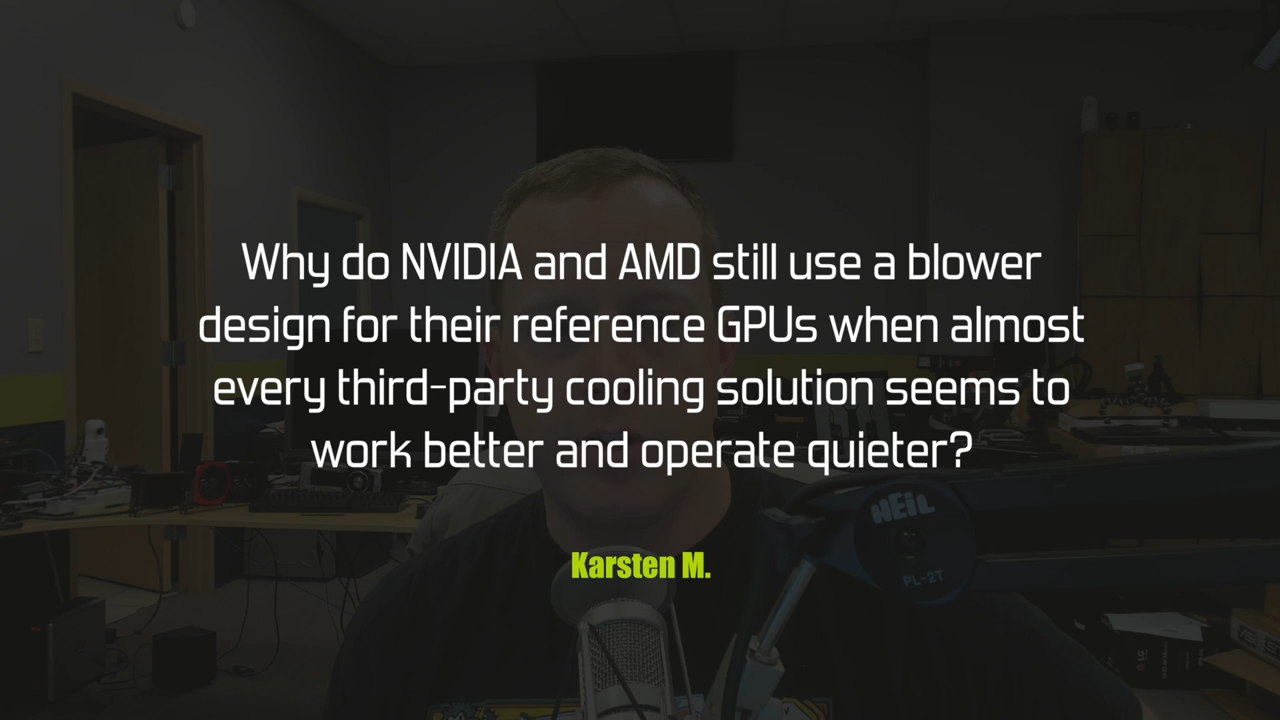 Why do NVIDIA and AMD still use a blower
design for their reference GPUs when almost
every third-party cooling solution seems to
work better and operate quieter?
Karsten M.
HEiL
PL-2T